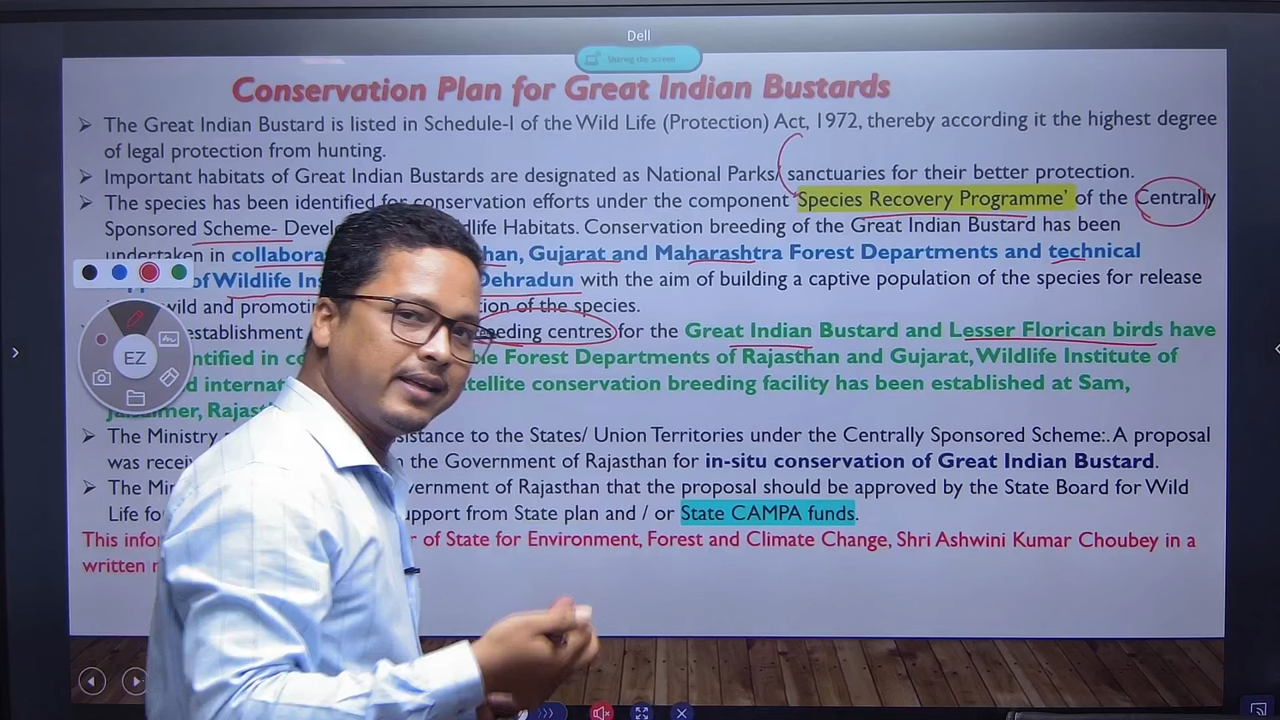 Dell
Sharing the screen
Conservation Plan for Great Indian Bustards
➢ The Great Indian Bustard is listed in Schedule-I of the Wild Life (Protection) Act, 1972, thereby according it the highest degree
of legal protection from hunting.
➢ Important habitats of Great Indian Bustards are designated as National Parks/ sanctuaries for their better protection.
➢ The species has been identified for conservation efforts under the component 'Species Recovery Programme' of the Centrally
Sponsored Scheme- Develo dlife Habitats. Conservation breeding of the Great Indian Bustard has been
undertaken in collabora han, Gujarat and Maharashtra Forest Departments and technical
of Wildlife Ins Dehradun with the aim of building a captive population of the species for release
wild and promoti tion of the species.
establishment eeding centres for the Great Indian Bustard and Lesser Florican birds have
ntified in co le Forest Departments of Rajasthan and Gujarat, Wildlife Institute of
d internat tellite conservation breeding facility has been established at Sam,
Jaisalmer, Rajast
➢ The Ministry sistance to the States/ Union Territories under the Centrally Sponsored Scheme:. A proposal
was recei the Government of Rajasthan for in-situ conservation of Great Indian Bustard.
➢ The Min vernment of Rajasthan that the proposal should be approved by the State Board for Wild
Life fo upport from State plan and / or State CAMPA funds.
This infor r of State for Environment, Forest and Climate Change, Shri Ashwini Kumar Choubey in a
written r
EZ